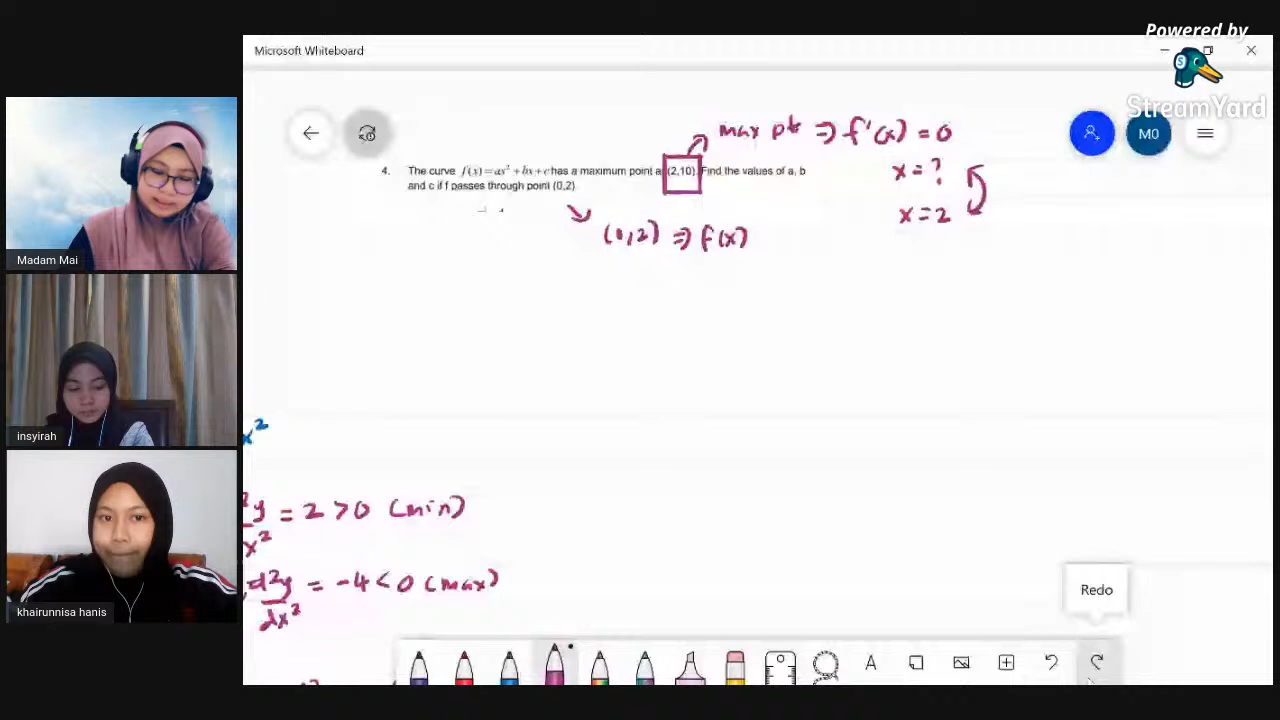 Powered by
StreamYard
Microsoft Whiteboard
M0
max pt ⇒ f'(x) = 0
4. The curve f(x) = ax² + bx + c has a maximum point a (2,10). Find the values of a, b
and c if f passes through point (0,2)
x = ?
x = 2
(0,2) ⇒ f(x)
Madam Mai
insyirah
khairunnisa hanis
x²
= 2 > 0 (min)
x²
d²y/dx² = -4 < 0 (max)
Redo
A